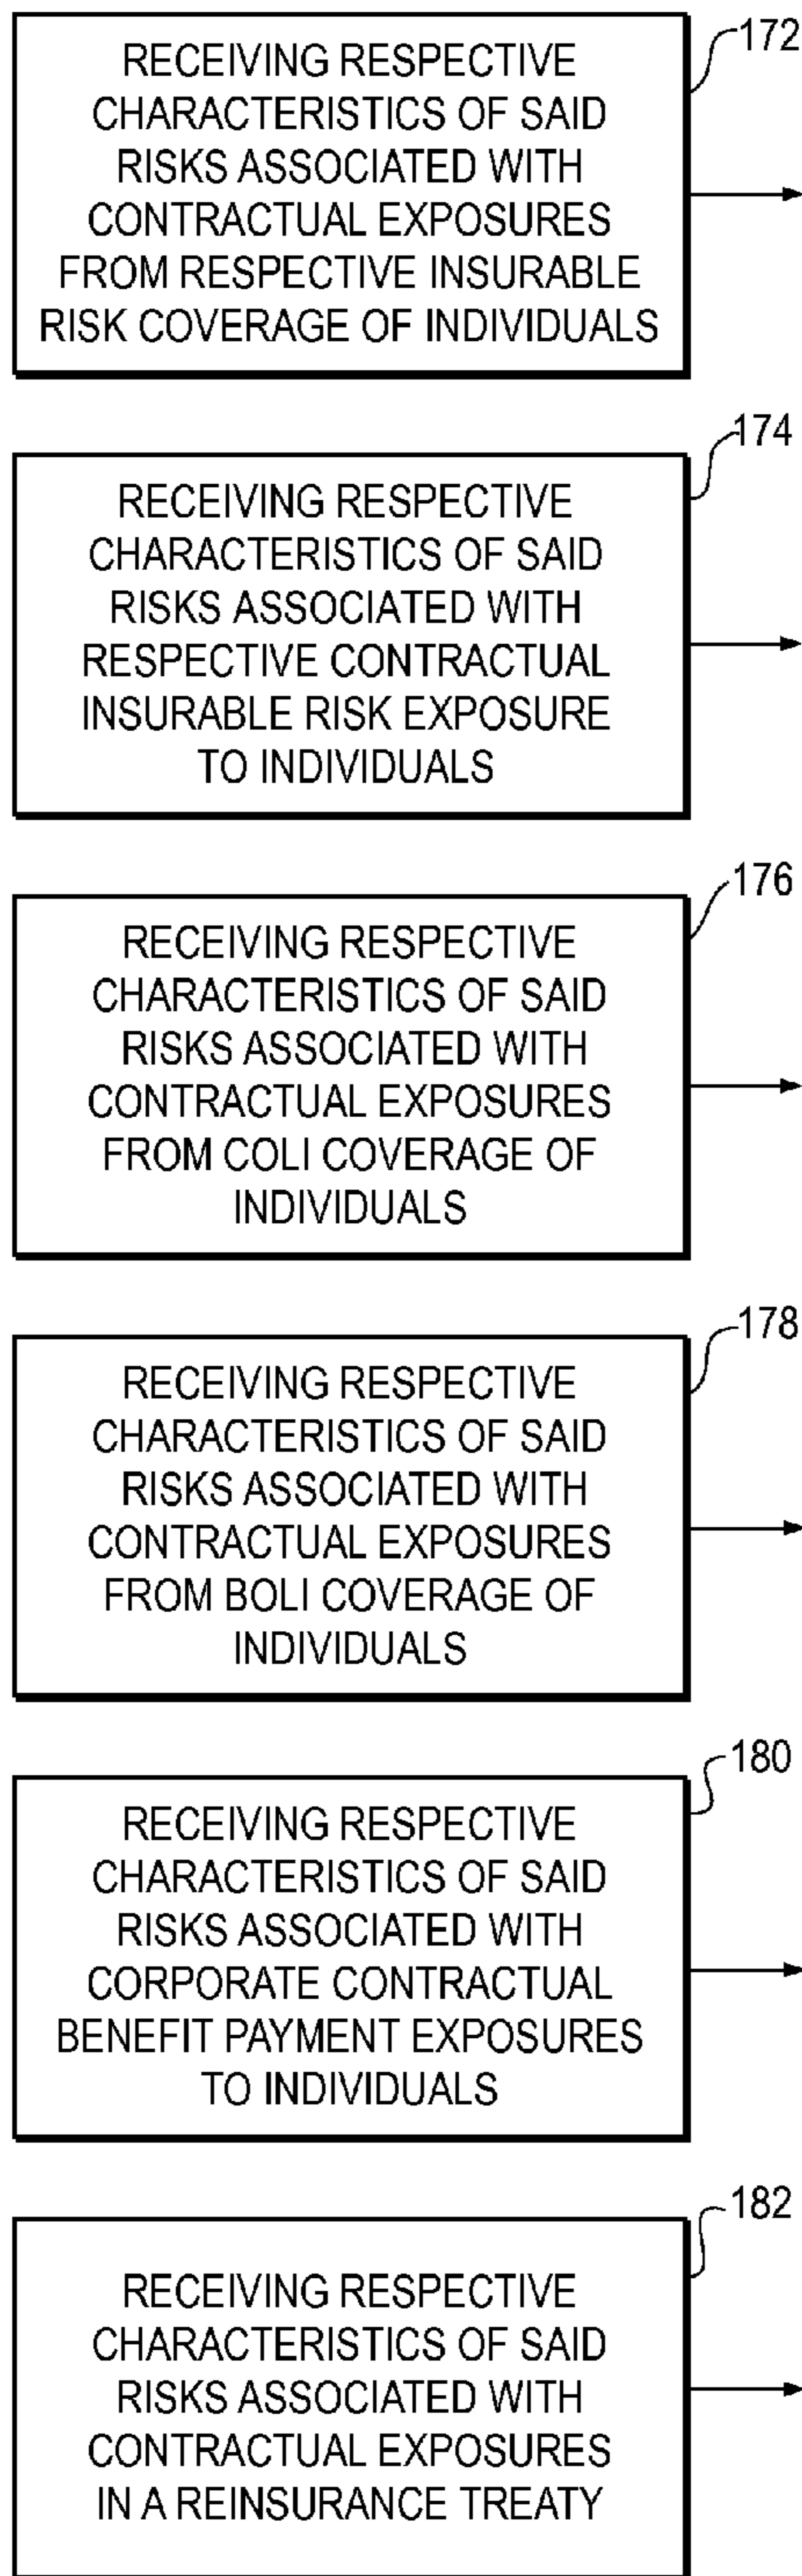 172
RECEIVING RESPECTIVE
CHARACTERISTICS OF SAID
RISKS ASSOCIATED WITH
CONTRACTUAL EXPOSURES
FROM RESPECTIVE INSURABLE
RISK COVERAGE OF INDIVIDUALS
174
RECEIVING RESPECTIVE
CHARACTERISTICS OF SAID
RISKS ASSOCIATED WITH
RESPECTIVE CONTRACTUAL
INSURABLE RISK EXPOSURE
TO INDIVIDUALS
176
RECEIVING RESPECTIVE
CHARACTERISTICS OF SAID
RISKS ASSOCIATED WITH
CONTRACTUAL EXPOSURES
FROM COLI COVERAGE OF
INDIVIDUALS
178
RECEIVING RESPECTIVE
CHARACTERISTICS OF SAID
RISKS ASSOCIATED WITH
CONTRACTUAL EXPOSURES
FROM BOLI COVERAGE OF
INDIVIDUALS
180
RECEIVING RESPECTIVE
CHARACTERISTICS OF SAID
RISKS ASSOCIATED WITH
CORPORATE CONTRACTUAL
BENEFIT PAYMENT EXPOSURES
TO INDIVIDUALS
182
RECEIVING RESPECTIVE
CHARACTERISTICS OF SAID
RISKS ASSOCIATED WITH
CONTRACTUAL EXPOSURES
IN A REINSURANCE TREATY